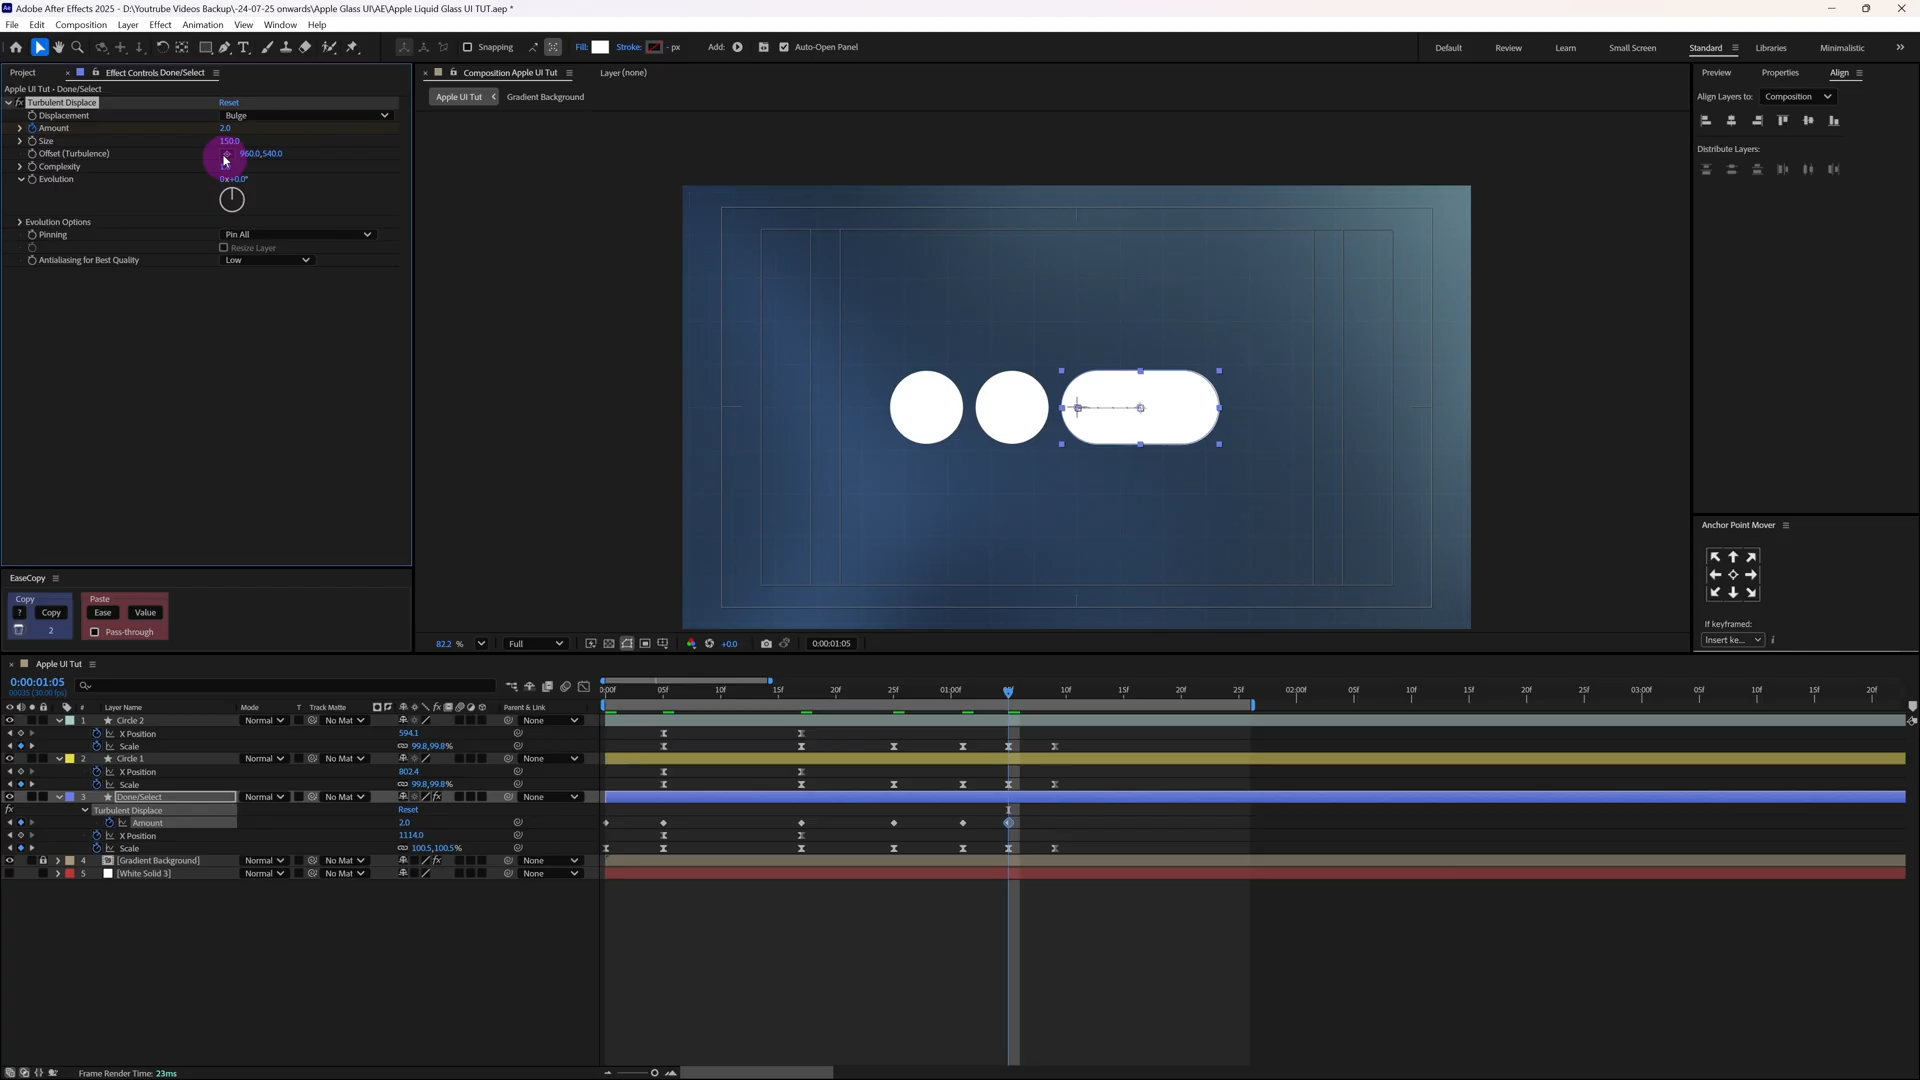 Adobe After Effects 2025 - D:\Youtube Videos Backup\-24-07-25 onwards\Apple Glass UI\AE\Apple Liquid Glass UI TUT.aep *
File Edit Composition Layer Effect Animation View Window Help
Snapping Fill: Stroke: - px Add: Auto-Open Panel Default Review Learn Small Screen Standard Libraries Minimalistic
Project Effect Controls Done/Select Composition Apple UI Tut Layer (none) Preview Properties Align
Apple UI Tut • Done/Select
Apple UI Tut Gradient Background
Align Layers to: Composition
Turbulent Displace Reset
Displacement Bulge
Amount 2.0
Size 150.0
Offset (Turbulence) 960.0,540.0
Distribute Layers:
Complexity
Evolution 0x+0.0°
Evolution Options
Pinning Pin All
Resize Layer
Antialiasing for Best Quality Low
Anchor Point Mover
EaseCopy
Copy Paste
? Copy Ease Value
2 Pass-through
If keyframed:
Insert ke... i
82.2 % Full +0.0 0:00:01:05
Apple UI Tut
0:00:01:05
00035 (30.00 fps)
0:00f 05f 10f 15f 20f 25f 01:00f 10f 15f 20f 25f 02:00f 05f 10f 15f 20f 25f 03:00f 05f 10f 15f 20f
# Layer Name Mode T Track Matte Parent & Link
1 Circle 2 Normal No Mat None
X Position 594.1
Scale 99.8,99.8%
2 Circle 1 Normal No Mat None
X Position 802.4
Scale 99.8,99.8%
3 Done/Select Normal No Mat None
Turbulent Displace Reset
Amount 2.0
X Position 1114.0
Scale 100.5,100.5%
4 [Gradient Background] Normal No Mat None
5 [White Solid 3] Normal No Mat None
Frame Render Time: 23ms